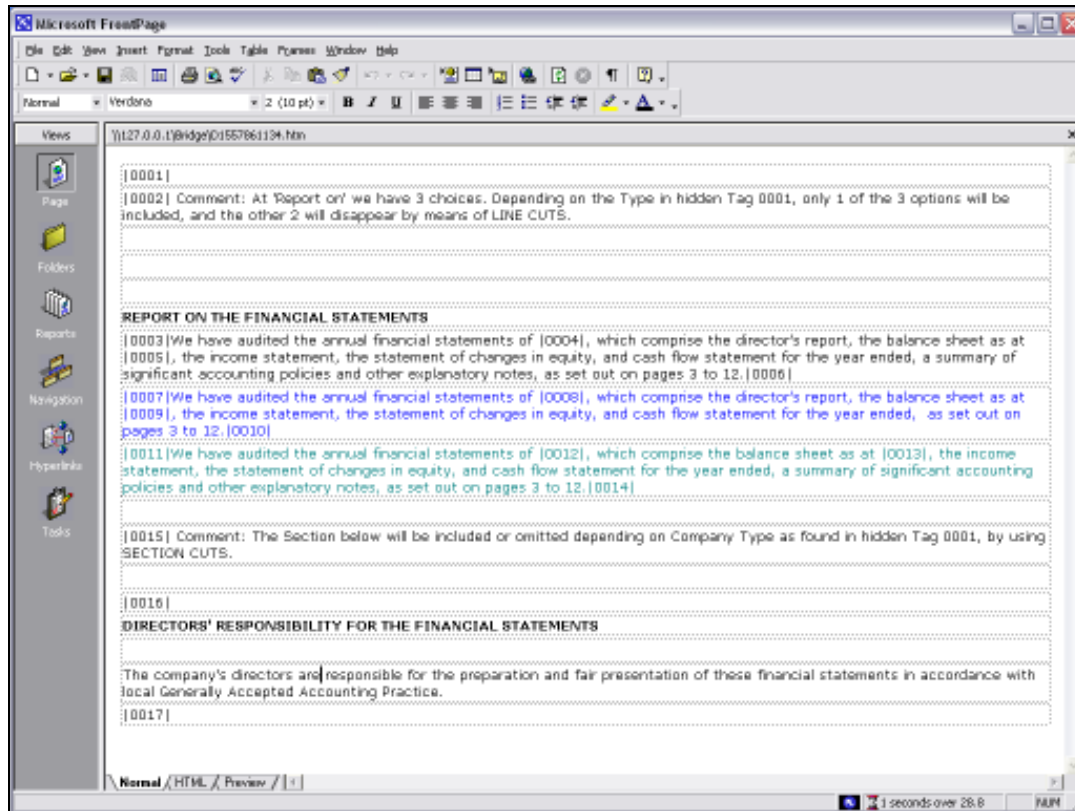 Microsoft FrontPage
File Edit View Insert Format Tools Table Frames Window Help
Normal Verdana 2 (10 pt) B I U A
Views \\127.0.0.1\Bridge\D1557861134.htm
Page
Folders
Reports
Navigation
Hyperlinks
Tasks
|0001|
|0002| Comment: At 'Report on' we have 3 choices. Depending on the Type in hidden Tag 0001, only 1 of the 3 options will be
included, and the other 2 will disappear by means of LINE CUTS.
REPORT ON THE FINANCIAL STATEMENTS
|0003|We have audited the annual financial statements of |0004|, which comprise the director's report, the balance sheet as at
|0005|, the income statement, the statement of changes in equity, and cash flow statement for the year ended, a summary of
significant accounting policies and other explanatory notes, as set out on pages 3 to 12.|0006|
|0007|We have audited the annual financial statements of |0008|, which comprise the director's report, the balance sheet as at
|0009|, the income statement, the statement of changes in equity, and cash flow statement for the year ended, as set out on
pages 3 to 12.|0010|
|0011|We have audited the annual financial statements of |0012|, which comprise the balance sheet as at |0013|, the income
statement, the statement of changes in equity, and cash flow statement for the year ended, a summary of significant accounting
policies and other explanatory notes, as set out on pages 3 to 12.|0014|
|0015| Comment: The Section below will be included or omitted depending on Company Type as found in hidden Tag 0001, by using
SECTION CUTS.
|0016|
DIRECTORS' RESPONSIBILITY FOR THE FINANCIAL STATEMENTS
The company's directors are responsible for the preparation and fair presentation of these financial statements in accordance with
local Generally Accepted Accounting Practice.
|0017|
Normal HTML Preview
1 seconds over 28.8 NUM